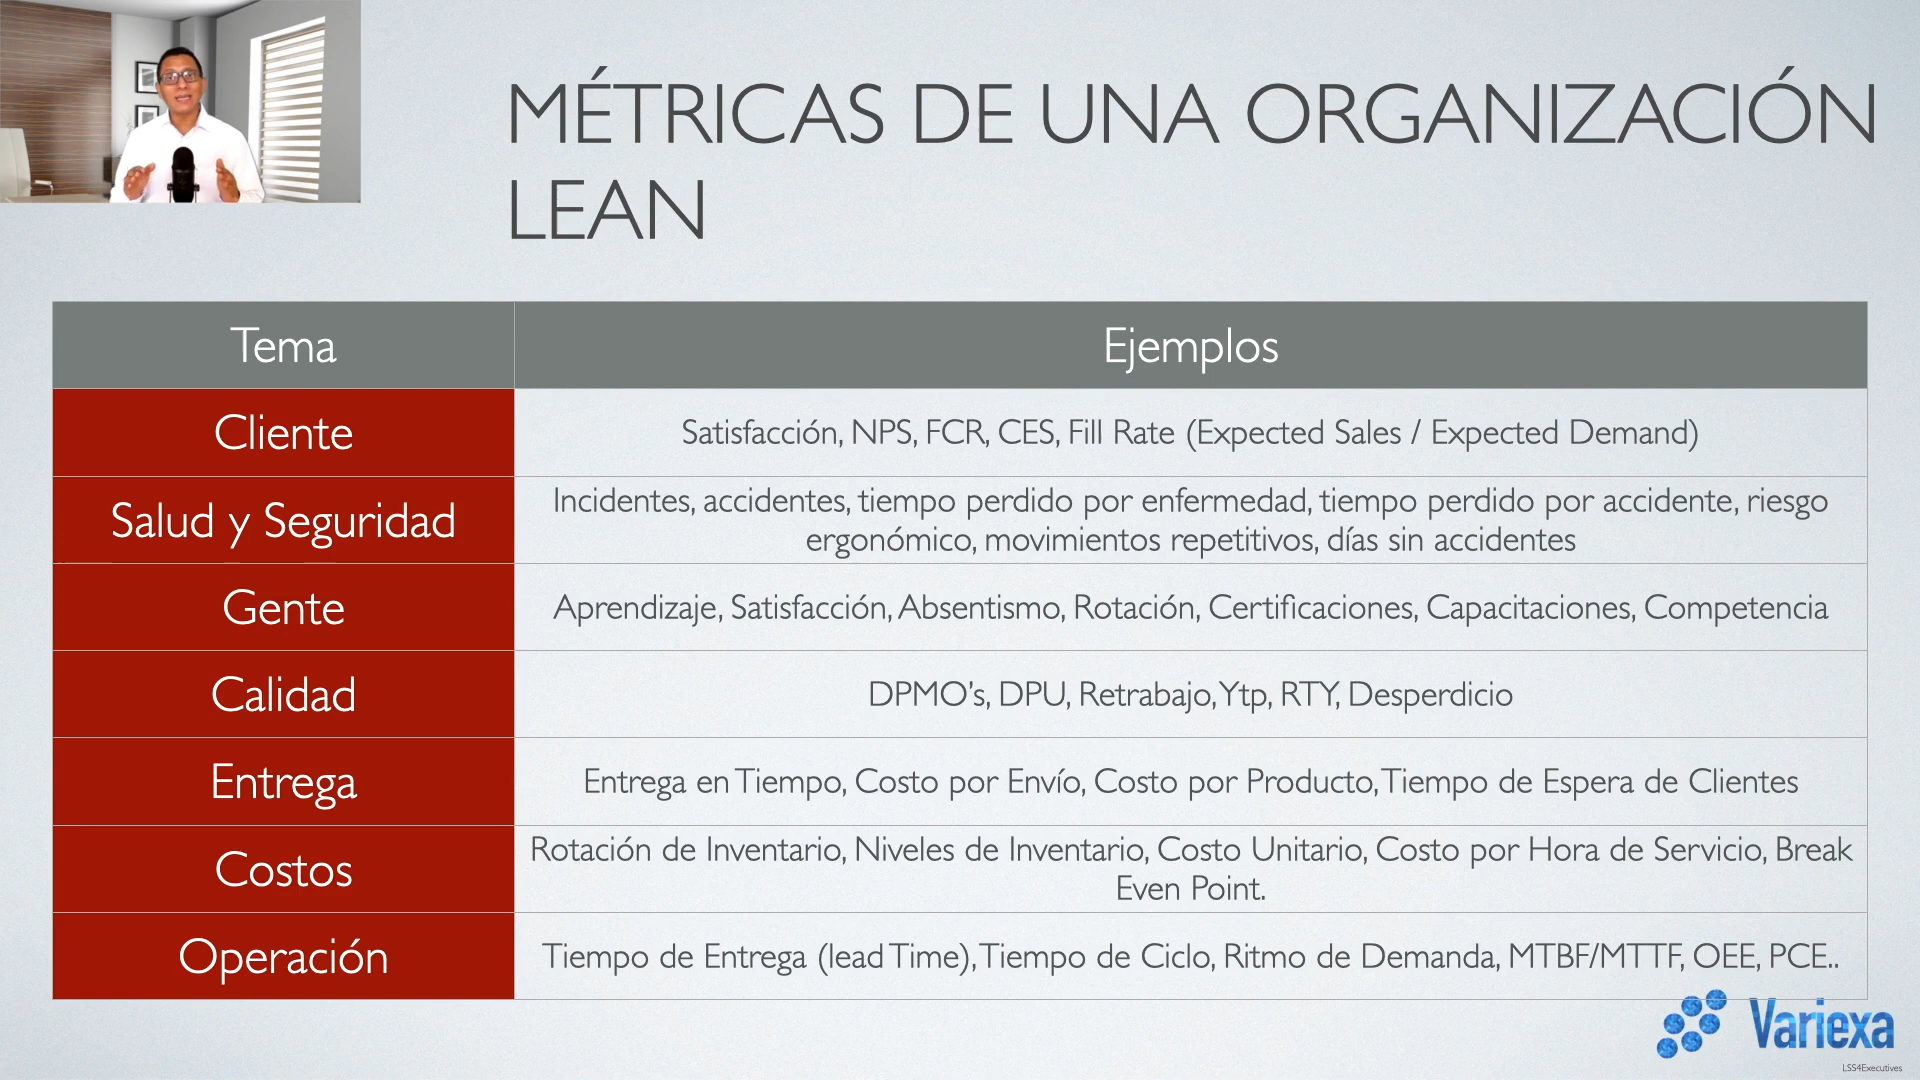 MÉTRICAS DE UNA ORGANIZACIÓN
LEAN
Tema
Ejemplos
Cliente
Satisfacción, NPS, FCR, CES, Fill Rate (Expected Sales / Expected Demand)
Salud y Seguridad
Incidentes, accidentes, tiempo perdido por enfermedad, tiempo perdido por accidente, riesgo
ergonómico, movimientos repetitivos, días sin accidentes
Gente
Aprendizaje, Satisfacción, Absentismo, Rotación, Certificaciones, Capacitaciones, Competencia
Calidad
DPMO's, DPU, Retrabajo, Ytp, RTY, Desperdicio
Entrega
Entrega en Tiempo, Costo por Envío, Costo por Producto, Tiempo de Espera de Clientes
Costos
Rotación de Inventario, Niveles de Inventario, Costo Unitario, Costo por Hora de Servicio, Break
Even Point.
Operación
Tiempo de Entrega (lead Time), Tiempo de Ciclo, Ritmo de Demanda, MTBF/MTTF, OEE, PCE..
Variexa
LSS4Executives